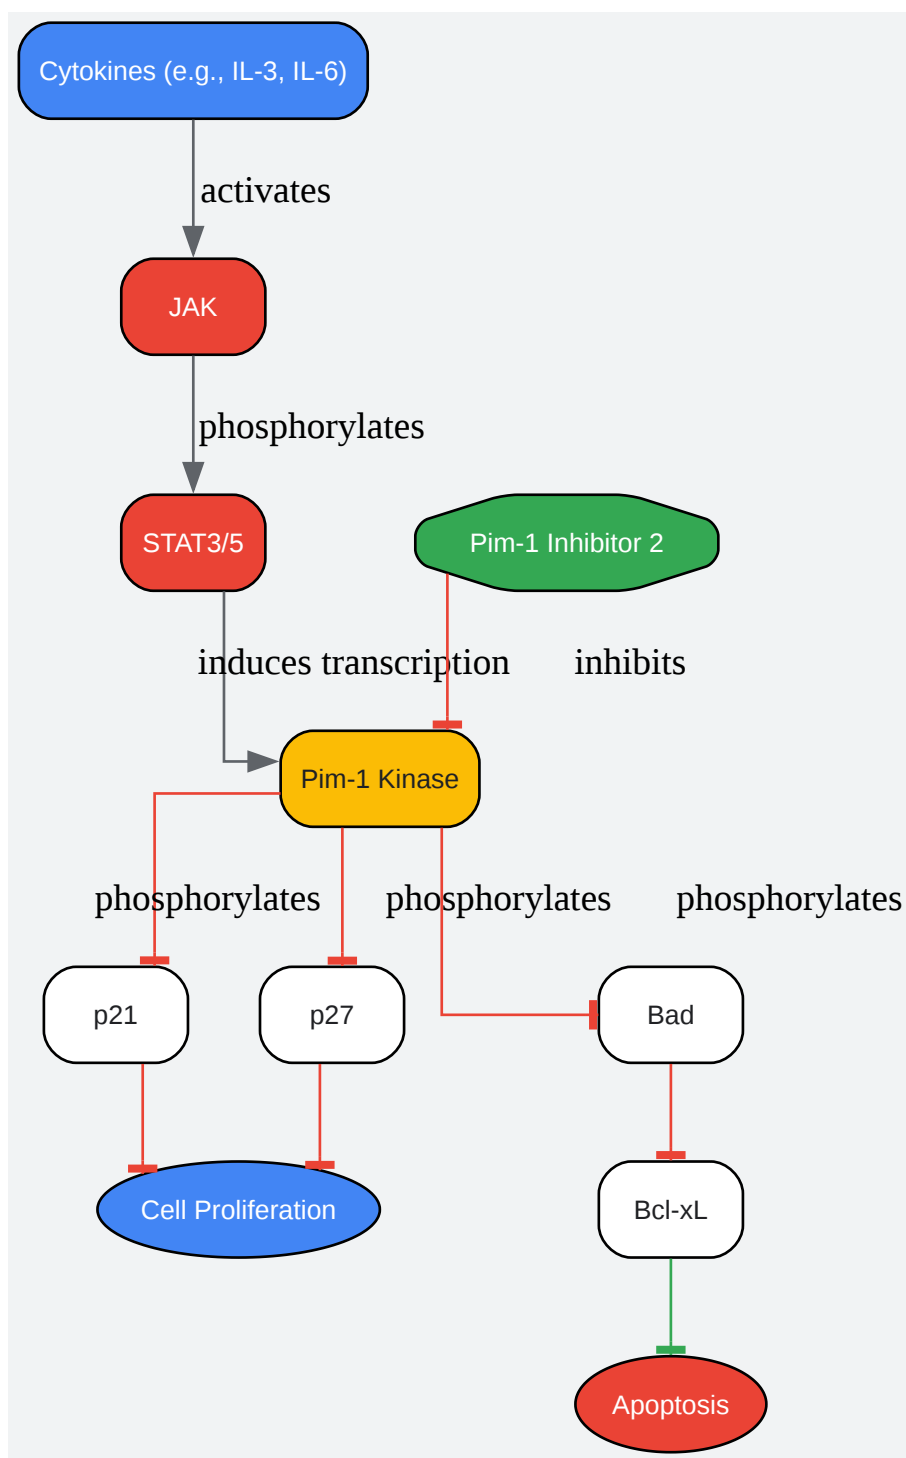 Cytokines (e.g., IL-3, IL-6)
activates
JAK
phosphorylates
STAT3/5
Pim-1 Inhibitor 2
induces transcription
inhibits
Pim-1 Kinase
phosphorylates
phosphorylates
phosphorylates
p21
p27
Bad
Cell Proliferation
Bcl-xL
Apoptosis